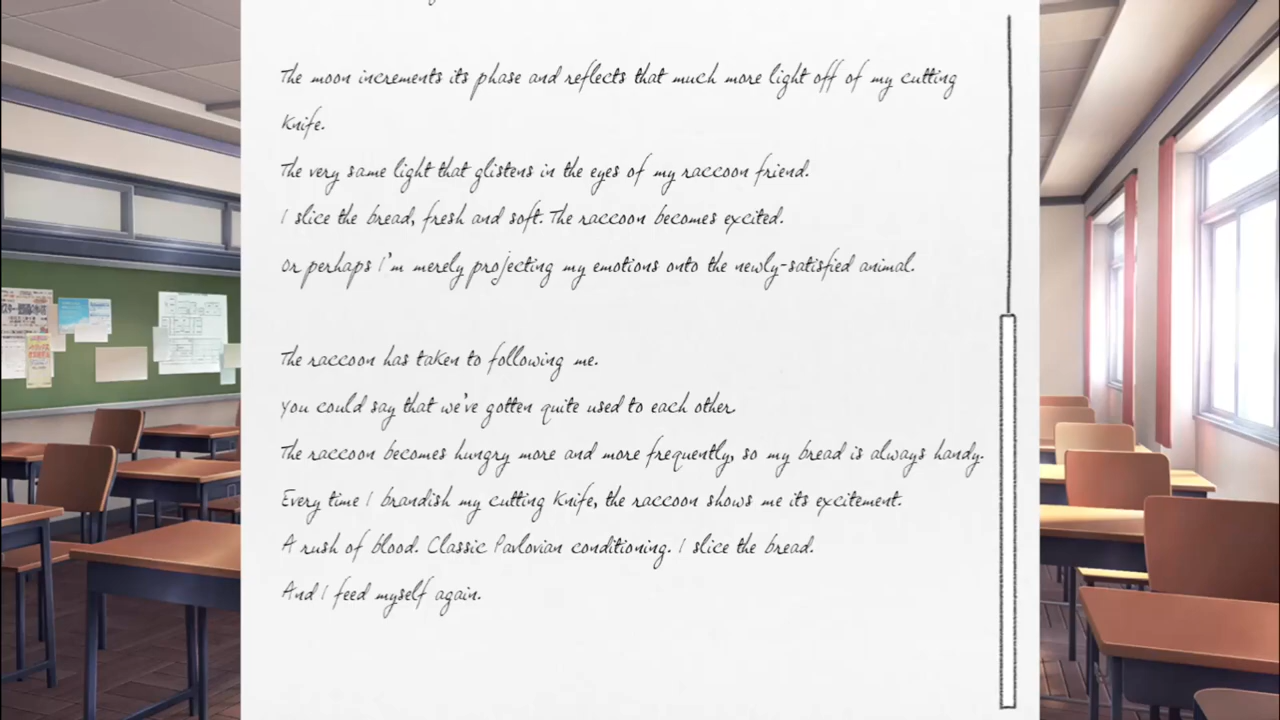 The moon increments its phase and reflects that much more light off of my cutting
knife.
The very same light that glistens in the eyes of my raccoon friend.
I slice the bread, fresh and soft. The raccoon becomes excited.
Or perhaps I'm merely projecting my emotions onto the newly-satisfied animal.
The raccoon has taken to following me.
You could say that we've gotten quite used to each other.
The raccoon becomes hungry more and more frequently, so my bread is always handy.
Every time I brandish my cutting knife, the raccoon shows me its excitement.
A rush of blood. Classic Pavlovian conditioning. I slice the bread.
And I feed myself again.